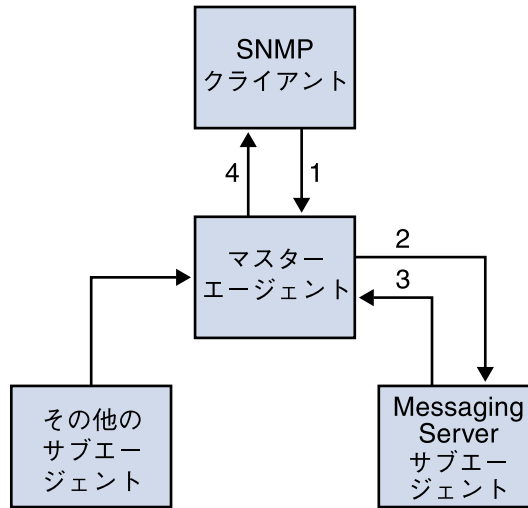 SNMP
クライアント
4
1
マスター
エージェント
2
3
その他の
サブエー
ジェント
Messaging
Server
サブエー
ジェント